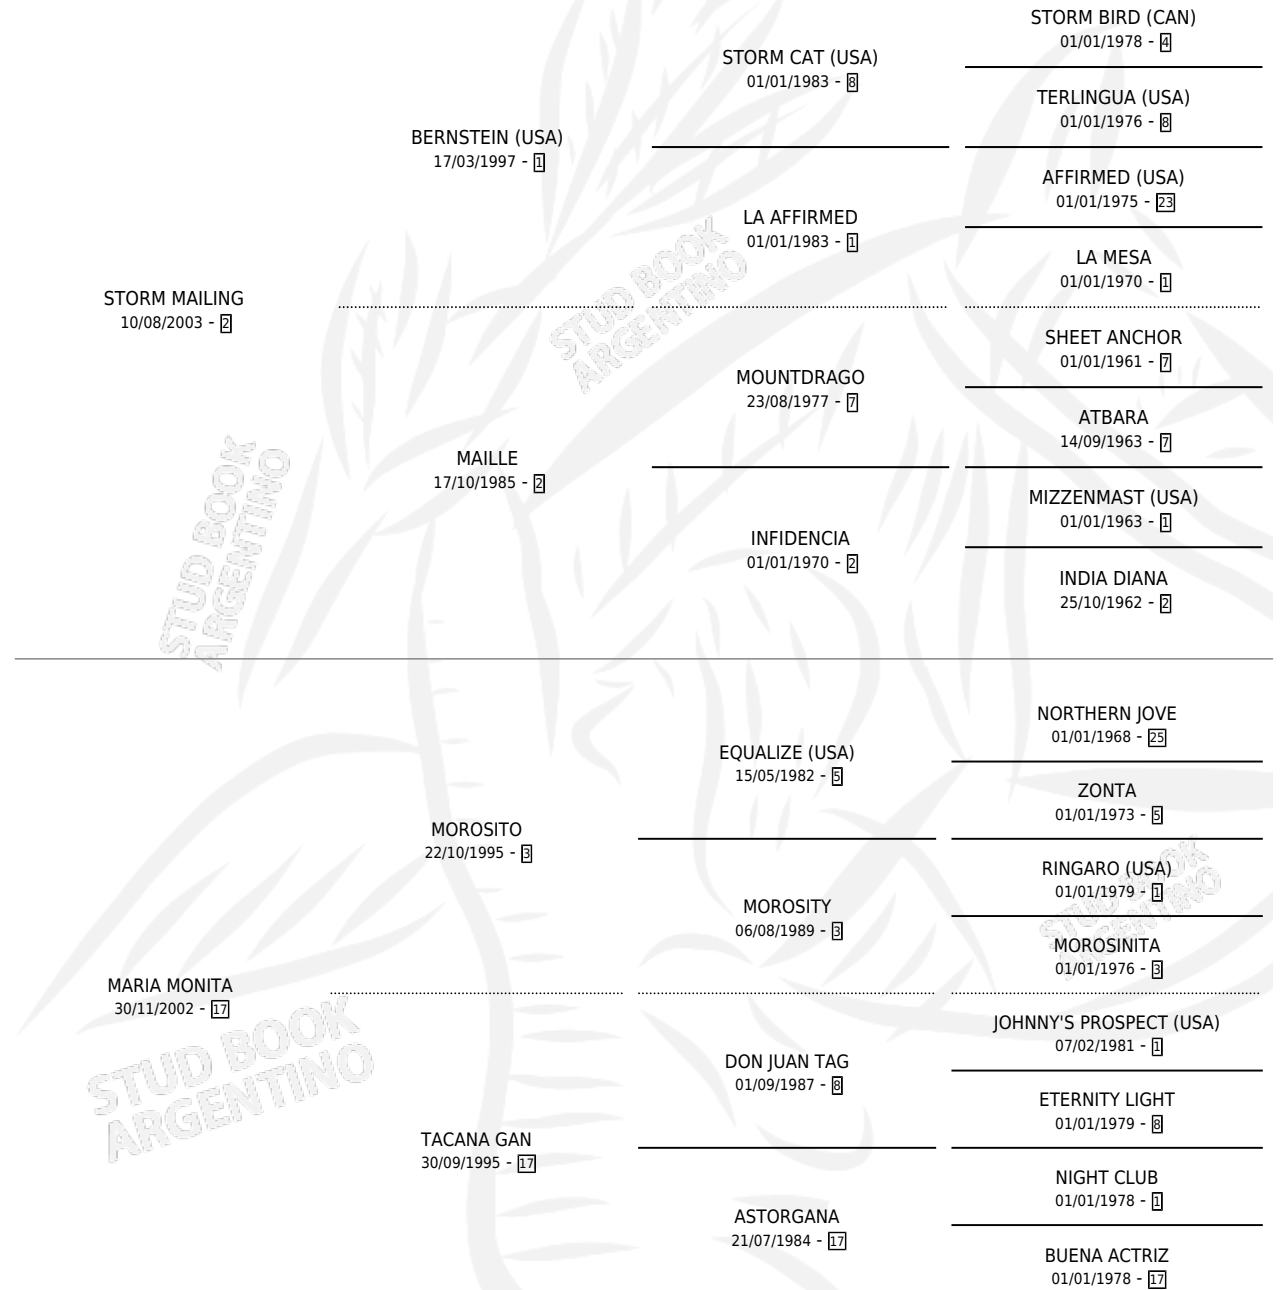 STORM BIRD (CAN)
01/01/1978 - 4
STORM CAT (USA)
01/01/1983 - 8
TERLINGUA (USA)
01/01/1976 - 8
BERNSTEIN (USA)
17/03/1997 - 1
AFFIRMED (USA)
01/01/1975 - 23
LA AFFIRMED
01/01/1983 - 1
LA MESA
01/01/1970 - 1
STORM MAILING
10/08/2003 - 2
STUD BOOK
ARGENTINO
SHEET ANCHOR
01/01/1961 - 7
MOUNTDRAGO
23/08/1977 - 7
ATBARA
14/09/1963 - 7
MAILLE
17/10/1985 - 2
MIZZENMAST (USA)
01/01/1963 - 1
INFIDENCIA
01/01/1970 - 2
INDIA DIANA
25/10/1962 - 2
STUD BOOK
ARGENTINO
NORTHERN JOVE
01/01/1968 - 25
EQUALIZE (USA)
15/05/1982 - 5
ZONTA
01/01/1973 - 5
MOROSITO
22/10/1995 - 3
RINGARO (USA)
01/01/1979 - 1
MOROSITY
06/08/1989 - 3
STUD BOOK
ARGENTINO
MOROSINITA
01/01/1976 - 3
MARIA MONITA
30/11/2002 - 17
JOHNNY'S PROSPECT (USA)
07/02/1981 - 1
DON JUAN TAG
01/09/1987 - 8
STUD BOOK
ARGENTINO
ETERNITY LIGHT
01/01/1979 - 8
TACANA GAN
30/09/1995 - 17
NIGHT CLUB
01/01/1978 - 1
ASTORGANA
21/07/1984 - 17
BUENA ACTRIZ
01/01/1978 - 17